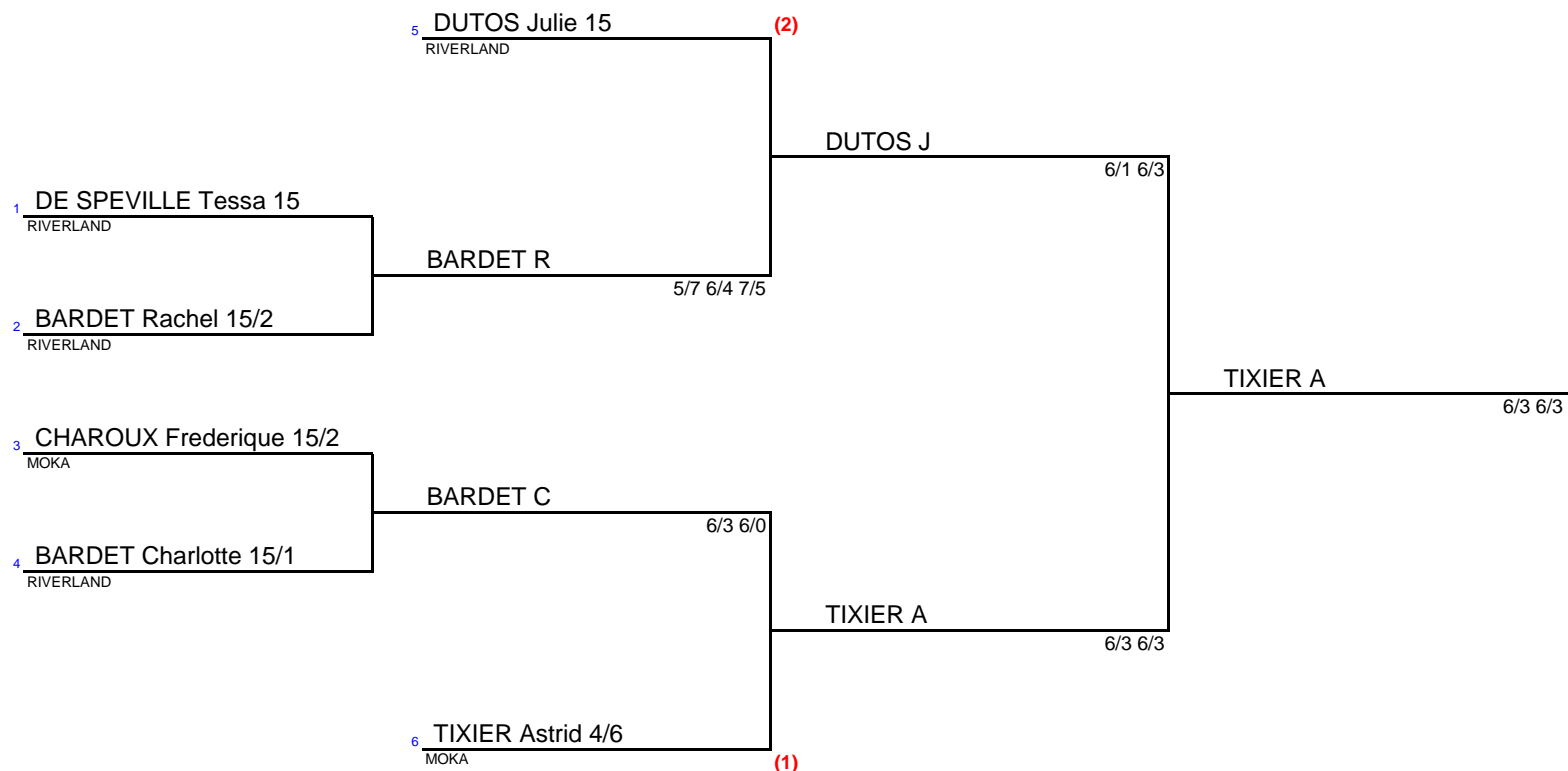 5 DUTOS Julie 15 (2)
RIVERLAND
DUTOS J
6/1 6/3
1 DE SPEVILLE Tessa 15
RIVERLAND
BARDET R
5/7 6/4 7/5
2 BARDET Rachel 15/2
RIVERLAND
TIXIER A
6/3 6/3
3 CHAROUX Frederique 15/2
MOKA
BARDET C
6/3 6/0
4 BARDET Charlotte 15/1
RIVERLAND
TIXIER A
6/3 6/3
6 TIXIER Astrid 4/6
MOKA (1)